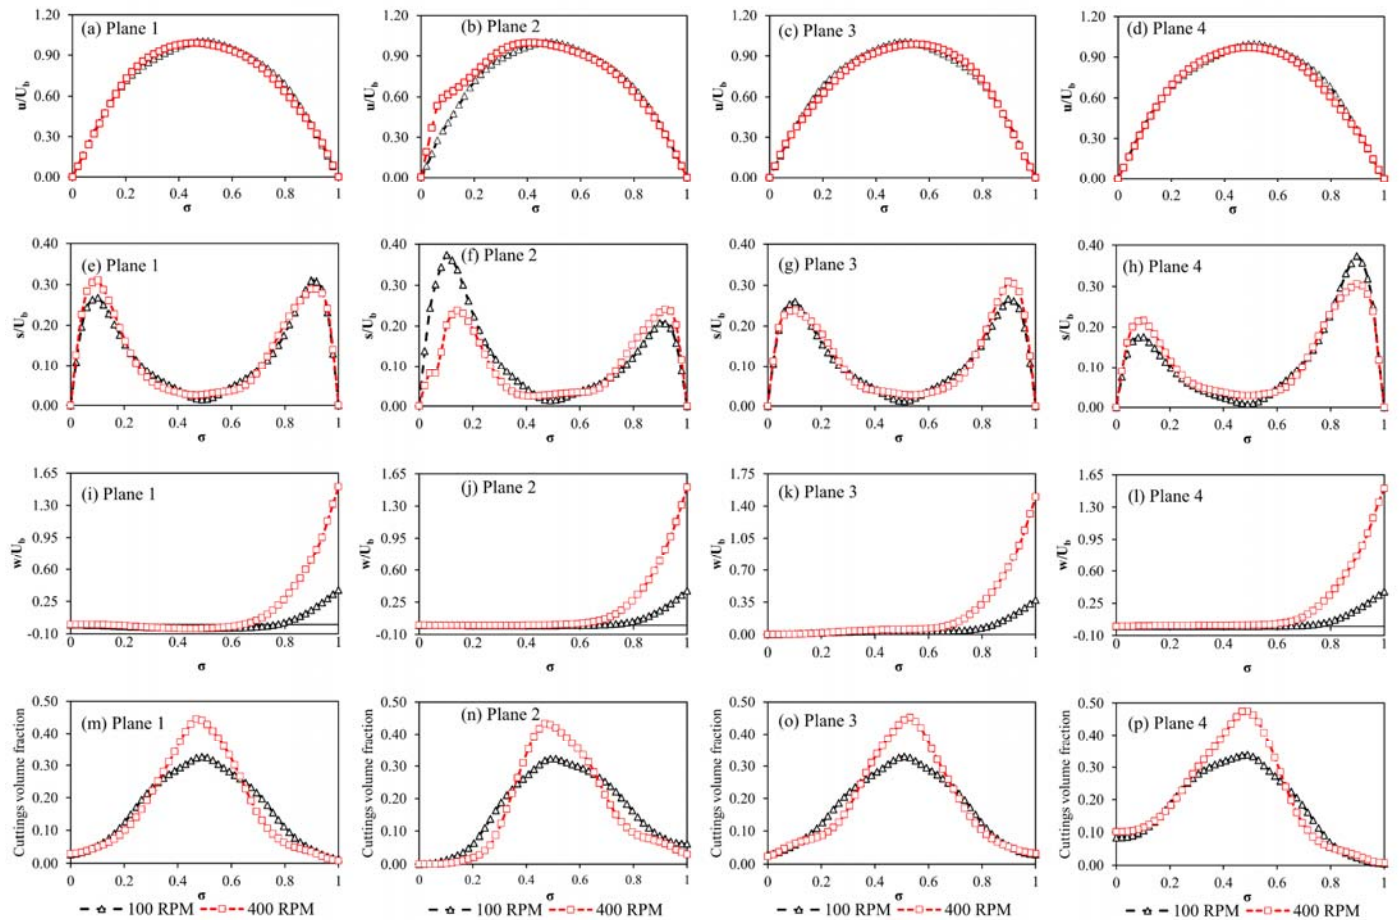 (a) Plane 1
u/U_b
1.20
0.90
0.60
0.30
0.00
0 0.2 0.4 0.6 0.8 1
σ
(b) Plane 2
u/U_b
1.20
0.90
0.60
0.30
0.00
0 0.2 0.4 0.6 0.8 1
σ
(c) Plane 3
u/U_b
1.20
0.90
0.60
0.30
0.00
0 0.2 0.4 0.6 0.8 1
σ
(d) Plane 4
u/U_b
1.20
0.90
0.60
0.30
0.00
0 0.2 0.4 0.6 0.8 1
σ
(e) Plane 1
s/U_b
0.40
0.30
0.20
0.10
0.00
0 0.2 0.4 0.6 0.8 1
σ
(f) Plane 2
s/U_b
0.40
0.30
0.20
0.10
0.00
0 0.2 0.4 0.6 0.8 1
σ
(g) Plane 3
s/U_b
0.40
0.30
0.20
0.10
0.00
0 0.2 0.4 0.6 0.8 1
σ
(h) Plane 4
s/U_b
0.40
0.30
0.20
0.10
0.00
0 0.2 0.4 0.6 0.8 1
σ
(i) Plane 1
w/U_b
1.65
1.30
0.95
0.60
0.25
-0.10
0 0.2 0.4 0.6 0.8 1
σ
(j) Plane 2
w/U_b
1.65
1.30
0.95
0.60
0.25
-0.10
0 0.2 0.4 0.6 0.8 1
σ
(k) Plane 3
w/U_b
1.75
1.40
1.05
0.70
0.35
0.00
0 0.2 0.4 0.6 0.8 1
σ
(l) Plane 4
w/U_b
1.65
1.30
0.95
0.60
0.25
-0.10
0 0.2 0.4 0.6 0.8 1
σ
(m) Plane 1
Cuttings volume fraction
0.50
0.40
0.30
0.20
0.10
0.00
0 0.2 0.4 0.6 0.8 1
σ
(n) Plane 2
Cuttings volume fraction
0.50
0.40
0.30
0.20
0.10
0.00
0 0.2 0.4 0.6 0.8 1
σ
(o) Plane 3
Cuttings volume fraction
0.50
0.40
0.30
0.20
0.10
0.00
0 0.2 0.4 0.6 0.8 1
σ
(p) Plane 4
Cuttings volume fraction
0.50
0.40
0.30
0.20
0.10
0.00
0 0.2 0.4 0.6 0.8 1
σ
100 RPM 400 RPM
100 RPM 400 RPM
100 RPM 400 RPM